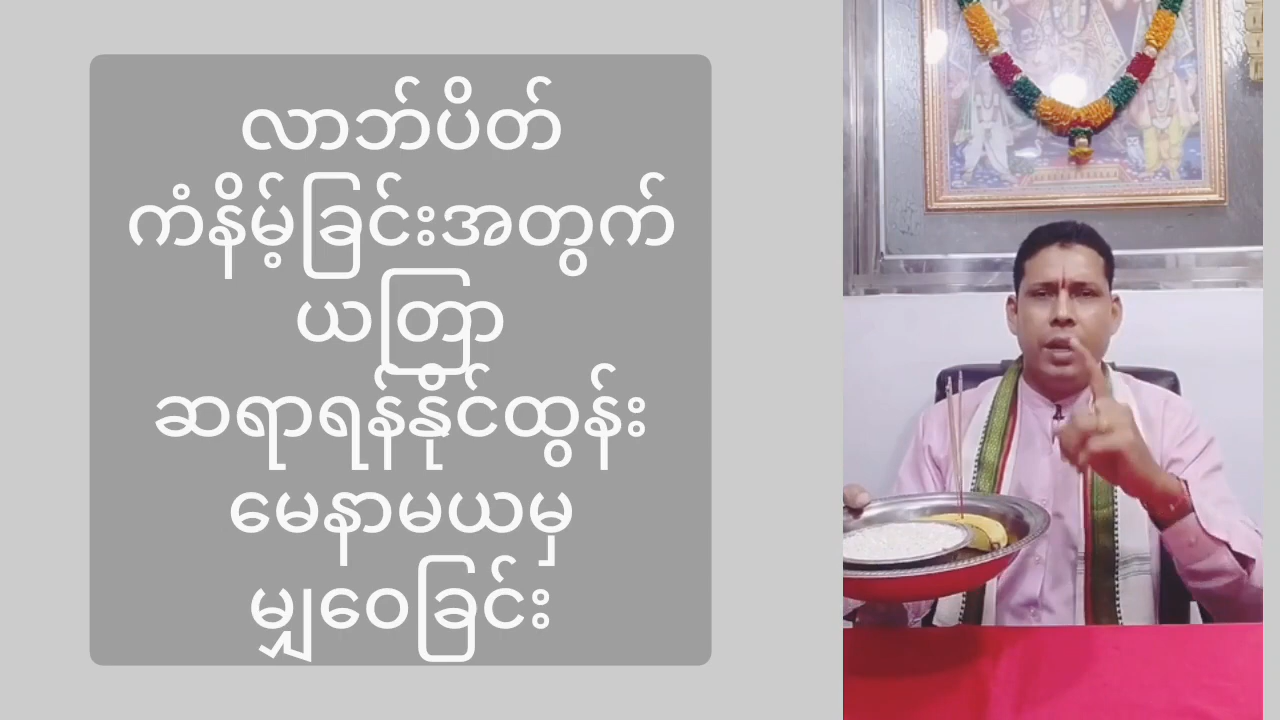 လာဘ်ပိတ်
ကံနိမ့်ခြင်းအတွက်
ယတြာ
ဆရာရန်နိုင်ထွန်း
မေနာမယမှ
မျှဝေခြင်း